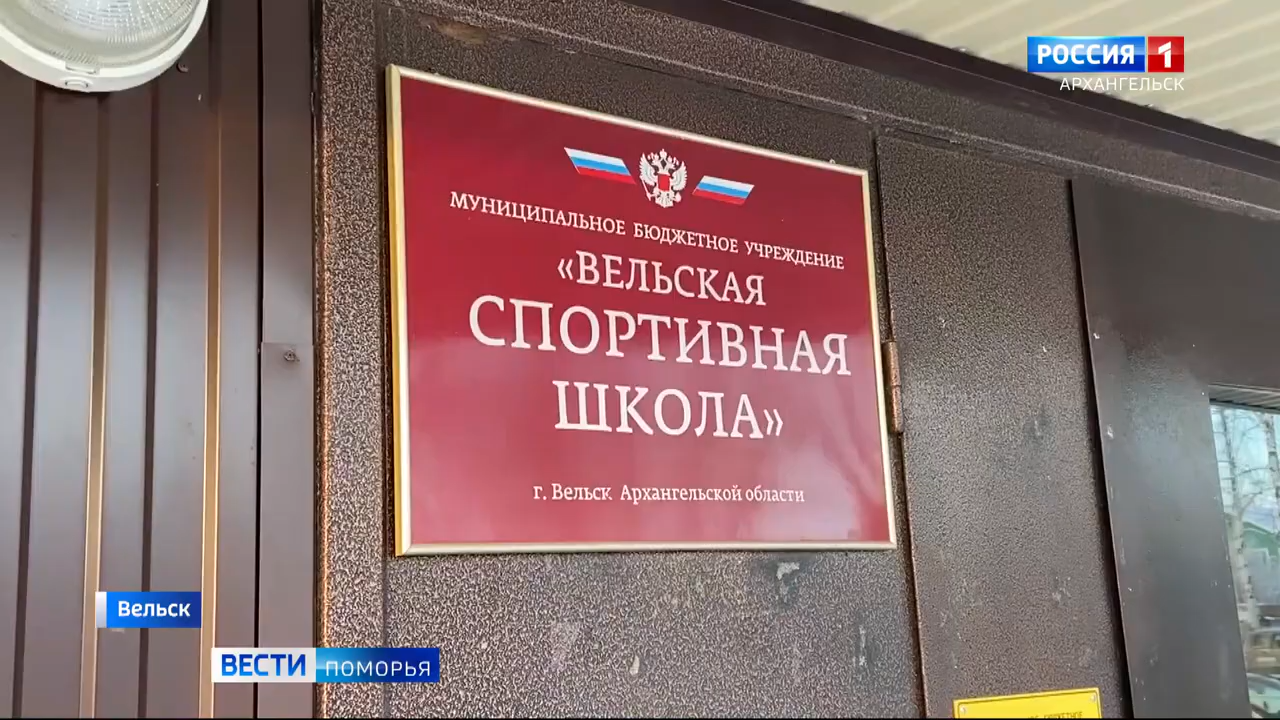 РОССИЯ 1
АРХАНГЕЛЬСК
МУНИЦИПАЛЬНОЕ БЮДЖЕТНОЕ УЧРЕЖДЕНИЕ
«ВЕЛЬСКАЯ
СПОРТИВНАЯ
ШКОЛА»
г. Вельск Архангельской области
Вельск
ВЕСТИ ПОМОРЬЯ